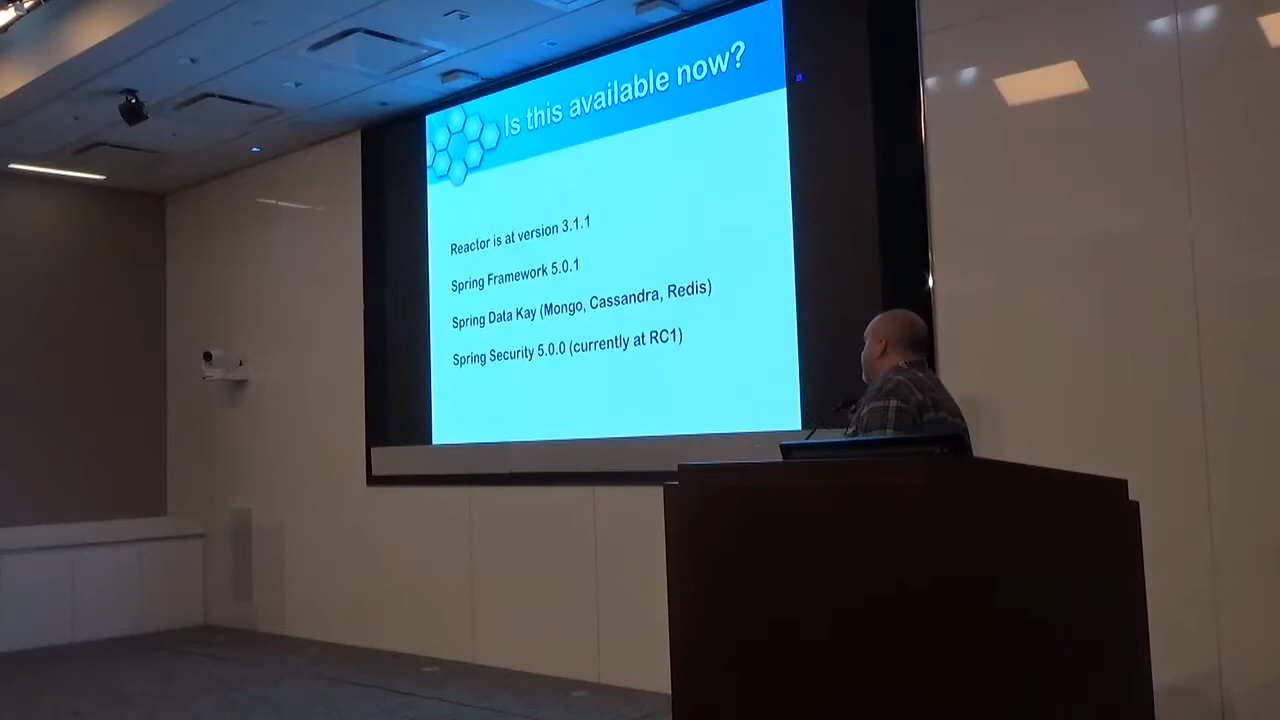 Is this available now?
Reactor is at version 3.1.1
Spring Framework 5.0.1
Spring Data Kay (Mongo, Cassandra, Redis)
Spring Security 5.0.0 (currently at RC1)